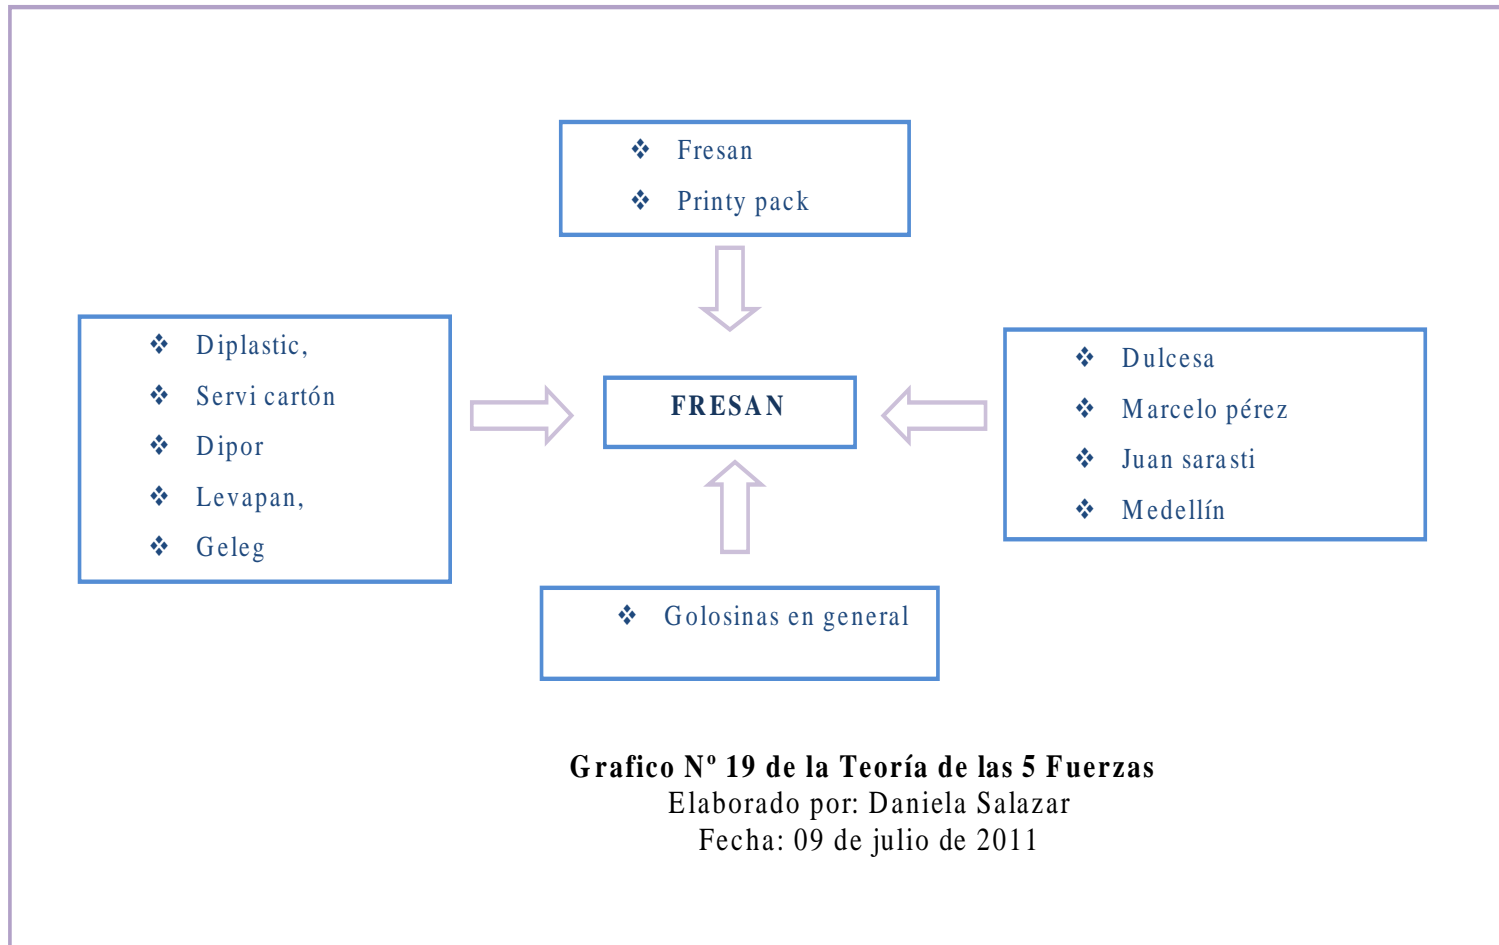 ❖ Fresan
❖ Printy pack
❖ Diplastic,
❖ Servi cartón
❖ Dipor
❖ Levapan,
❖ Geleg
FRESAN
❖ Dulcesa
❖ Marcelo pérez
❖ Juan sarasti
❖ Medellín
❖ Golosinas en general
Grafico Nº 19 de la Teoría de las 5 Fuerzas
Elaborado por: Daniela Salazar
Fecha: 09 de julio de 2011